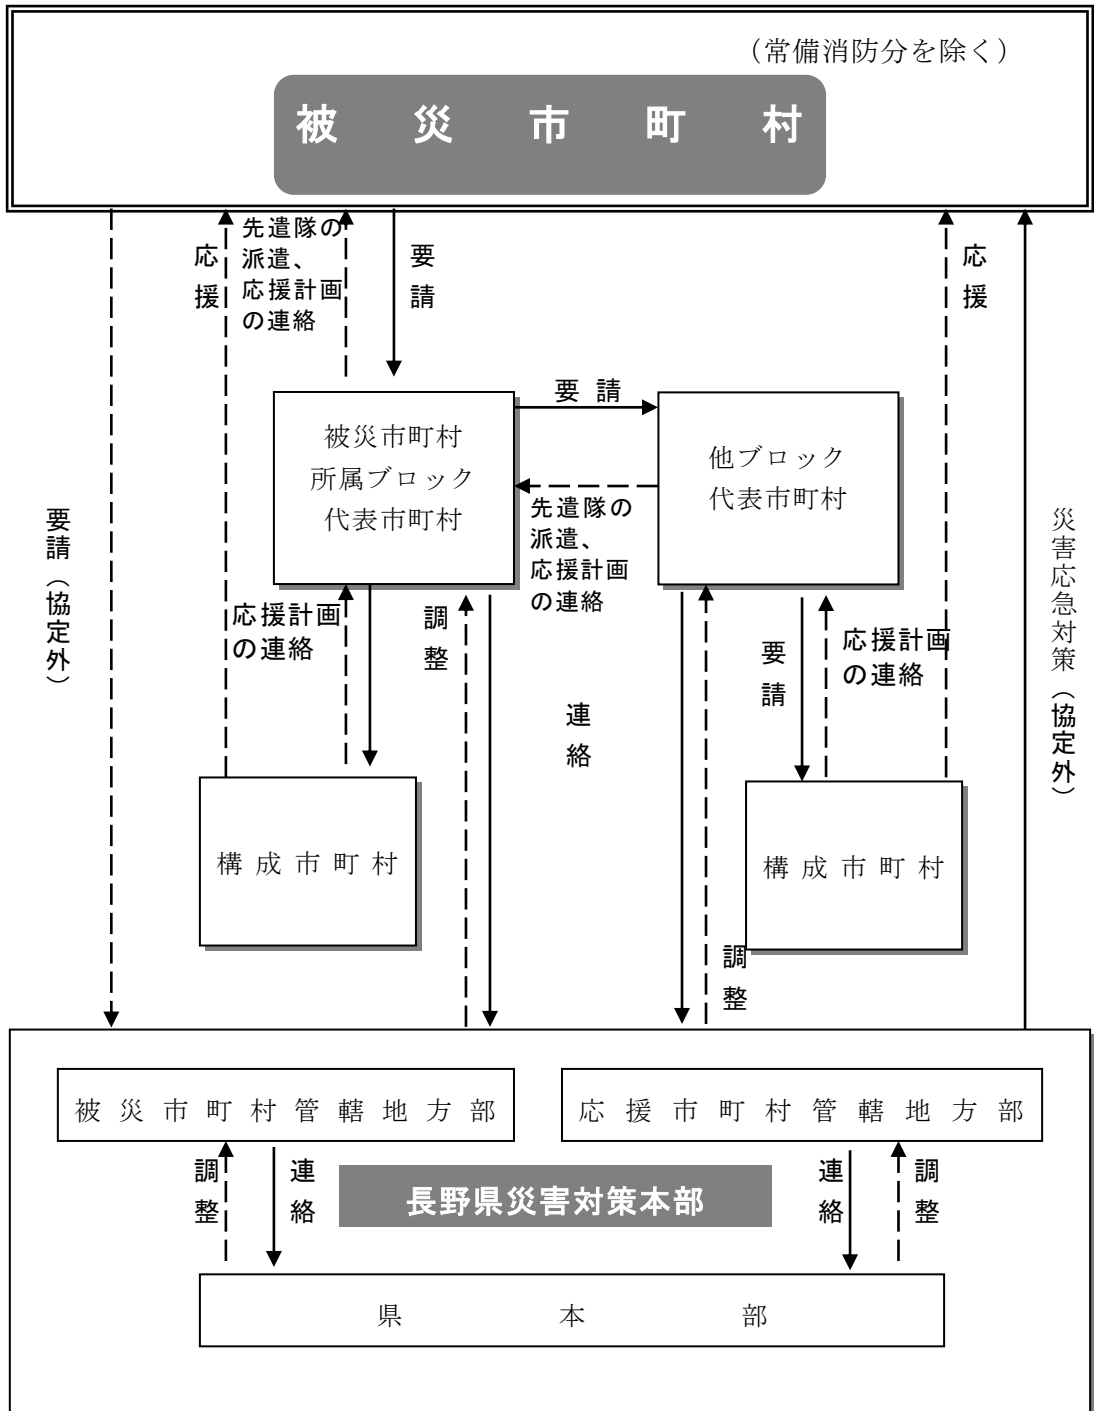 （常備消防分を除く）
被災市町村
応援
先遣隊の
派遣、
応援計画
の連絡
要請
応援
要請
被災市町村
所属ブロック
代表市町村
他ブロック
代表市町村
先遣隊の
派遣、
応援計画
の連絡
要請（協定外）
災害応急対策（協定外）
応援計画
の連絡
調整
連絡
要請
応援計画
の連絡
構成市町村
構成市町村
調整
被災市町村管轄地方部
応援市町村管轄地方部
調整
連絡
長野県災害対策本部
連絡
調整
県本部